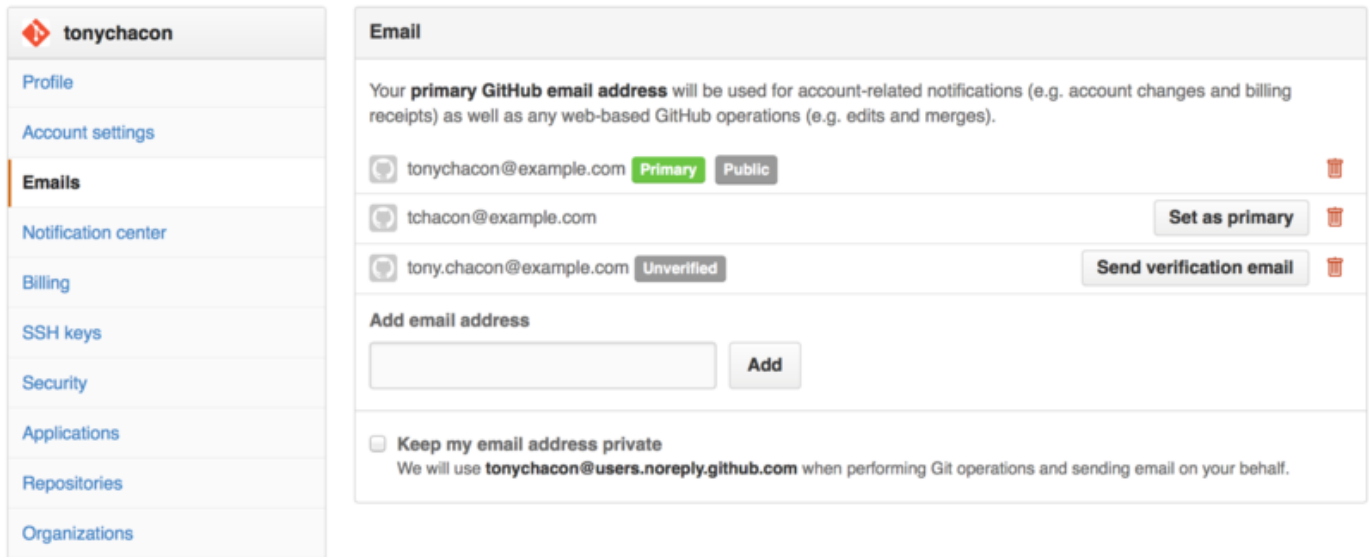 tonychacon
Profile
Account settings
Emails
Notification center
Billing
SSH keys
Security
Applications
Repositories
Organizations
Email
Your primary GitHub email address will be used for account-related notifications (e.g. account changes and billing
receipts) as well as any web-based GitHub operations (e.g. edits and merges).
tonychacon@example.com Primary Public
tchacon@example.com Set as primary
tony.chacon@example.com Unverified Send verification email
Add email address
Add
Keep my email address private
We will use tonychacon@users.noreply.github.com when performing Git operations and sending email on your behalf.